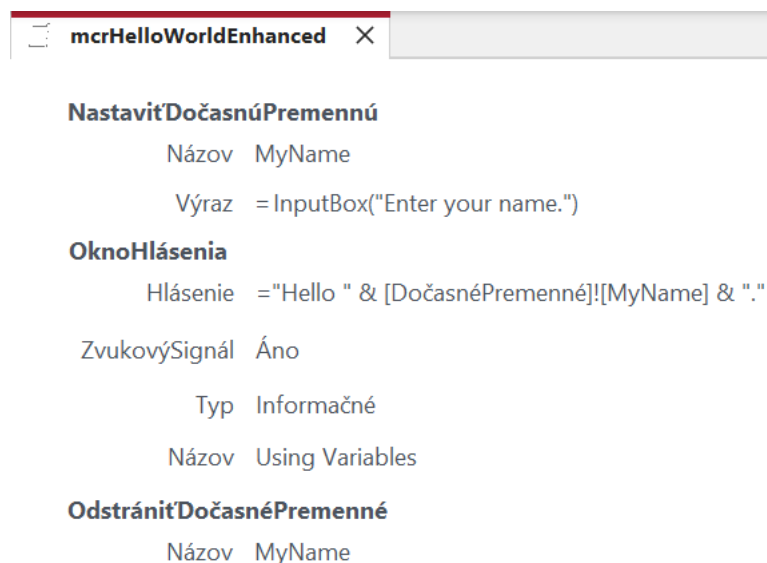 mcrHelloWorldEnhanced
NastaviťDočasnúPremennú
Názov MyName
Výraz =InputBox("Enter your name.")
OknoHlásenia
Hlásenie ="Hello " & [DočasnéPremenné]![MyName] & "."
ZvukovýSignál Áno
Typ Informačné
Názov Using Variables
OdstrániťDočasnéPremenné
Názov MyName